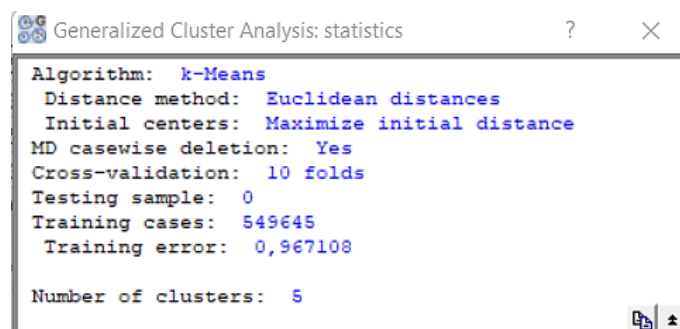 Generalized Cluster Analysis: statistics ?
Algorithm: k-Means
Distance method: Euclidean distances
Initial centers: Maximize initial distance
MD casewise deletion: Yes
Cross-validation: 10 folds
Testing sample: 0
Training cases: 549645
Training error: 0,967108
Number of clusters: 5